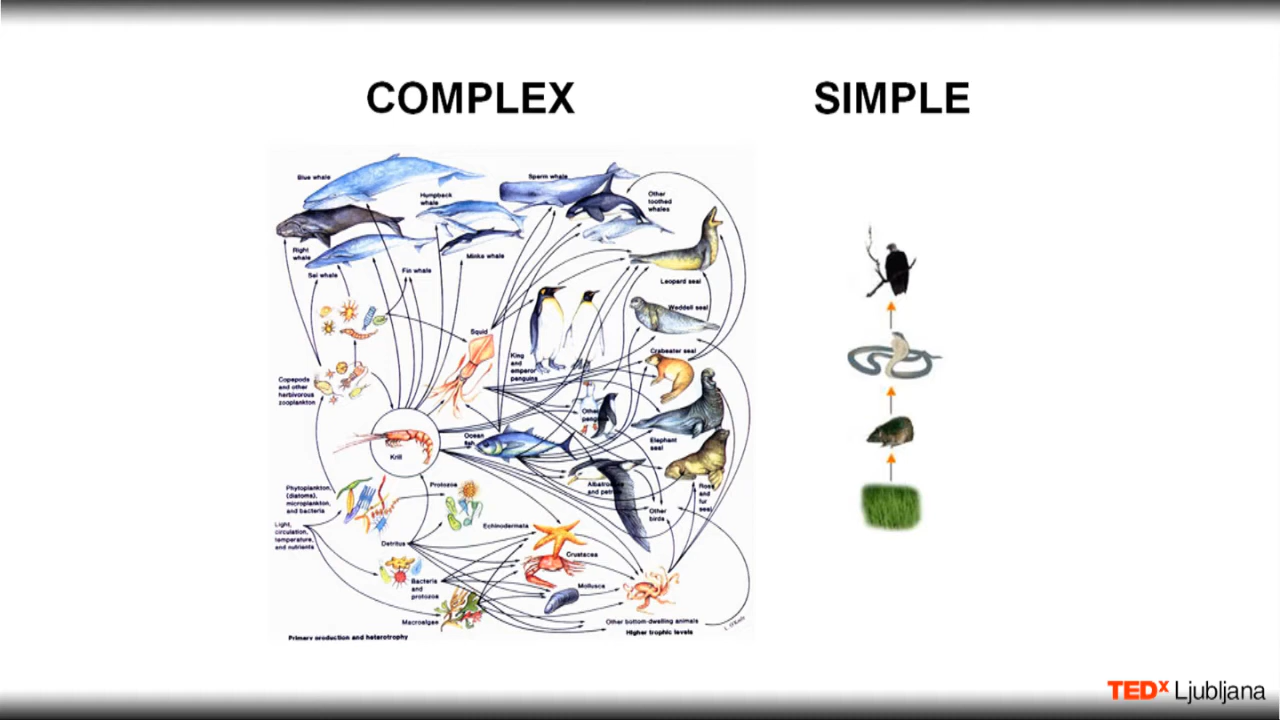 COMPLEX
SIMPLE
Blue whale
Sperm whale
Humpback
whale
Other
toothed
whales
Right
whale
Sei whale
Fin whale
Minke whale
Leopard seal
Weddell seal
Squid
King
and
emperor
penguins
Crabeater seal
Copepods
and other
herbivorous
zooplankton
Other
Krill
Ocean
fish
Elephant
seal
Phytoplankton,
(diatoms),
microplankton,
and bacteria
Protozoa
Albatross
and
Ross
and
fur
seal
Light,
circulation,
temperature,
and nutrients
Other
birds
Echinodermata
Detritus
Crustacea
Bacteria
and
protozoa
Mollusca
Macroalgae
Other bottom-dwelling animals
Primary production and heterotrophy
Higher trophic levels
TEDx Ljubljana